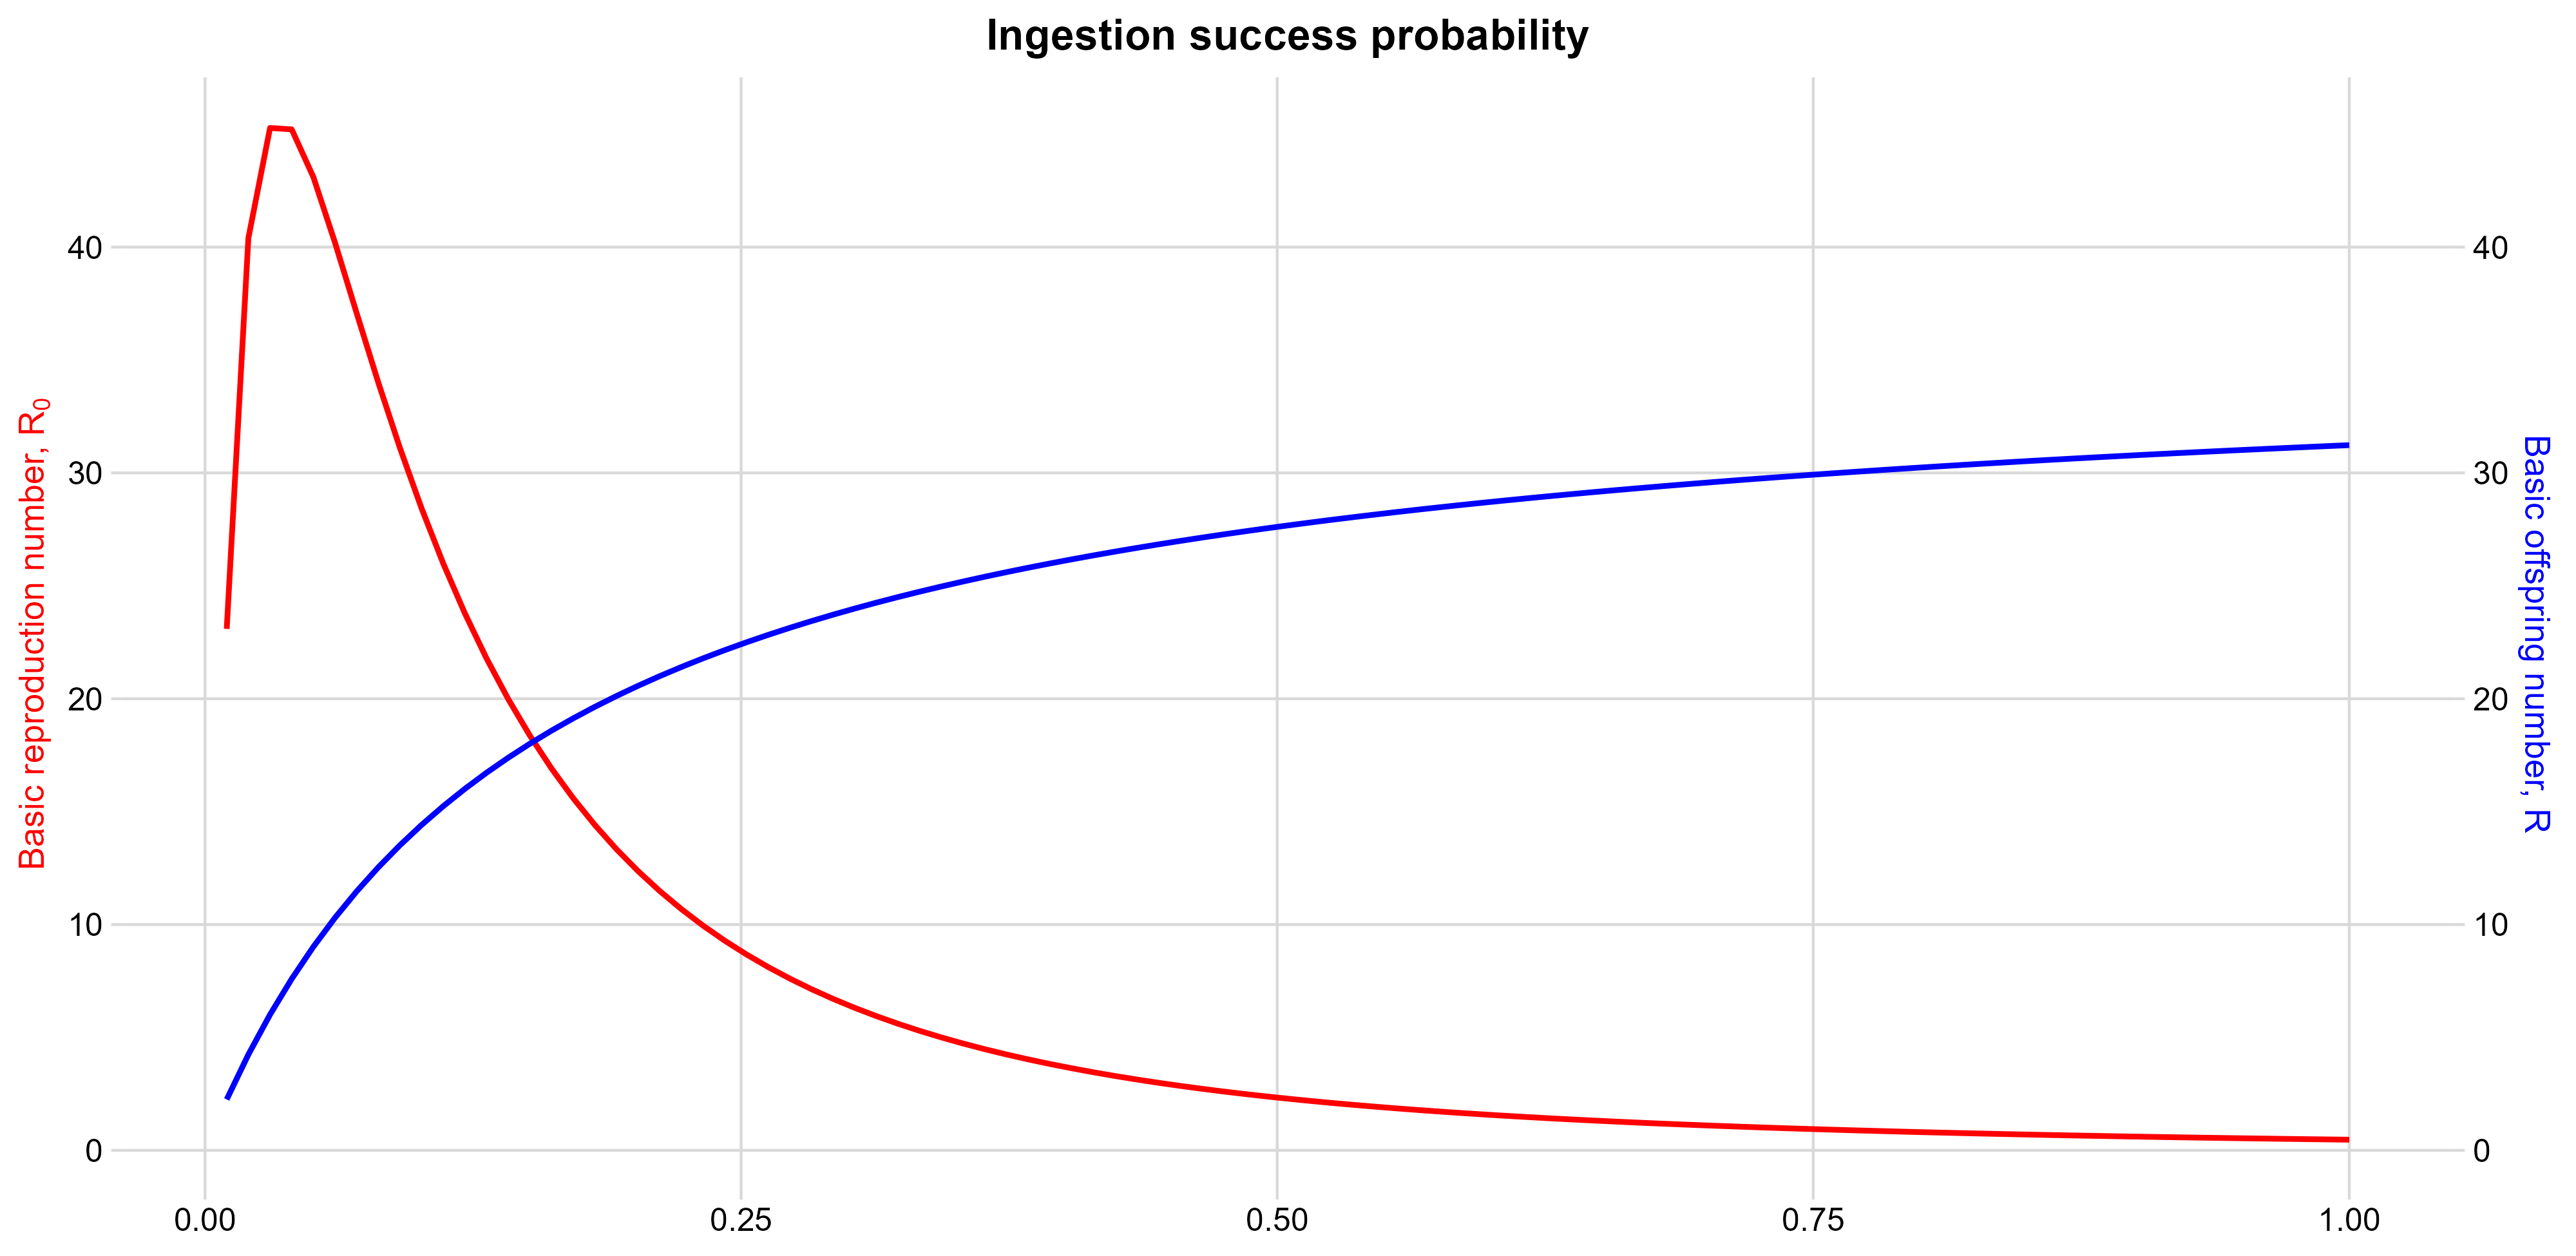 Ingestion success probability
Basic reproduction number, R₀
40
30
20
10
0
40
30
20
10
0
Basic offspring number, R
0.00 0.25 0.50 0.75 1.00